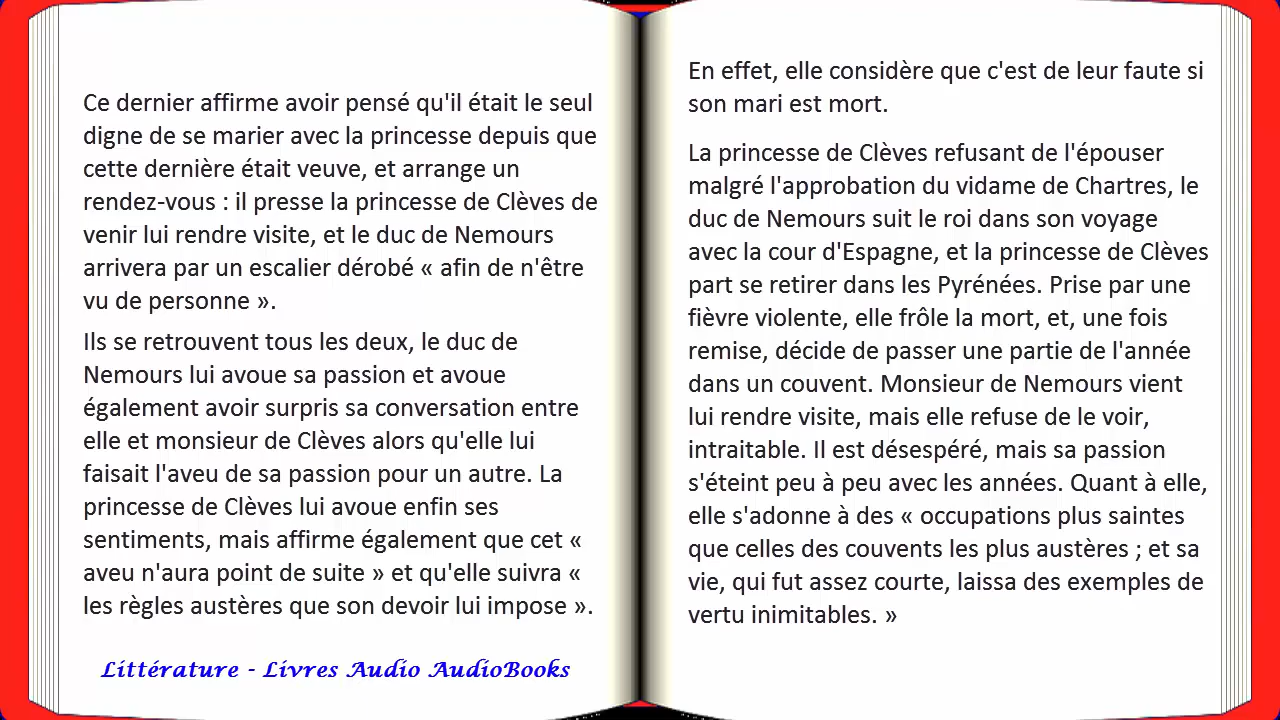 Ce dernier affirme avoir pensé qu'il était le seul
digne de se marier avec la princesse depuis que
cette dernière était veuve, et arrange un
rendez-vous : il presse la princesse de Clèves de
venir lui rendre visite, et le duc de Nemours
arrivera par un escalier dérobé « afin de n'être
vu de personne ».
Ils se retrouvent tous les deux, le duc de
Nemours lui avoue sa passion et avoue
également avoir surpris sa conversation entre
elle et monsieur de Clèves alors qu'elle lui
faisait l'aveu de sa passion pour un autre. La
princesse de Clèves lui avoue enfin ses
sentiments, mais affirme également que cet «
aveu n'aura point de suite » et qu'elle suivra «
les règles austères que son devoir lui impose ».
Littérature - Livres Audio AudioBooks
En effet, elle considère que c'est de leur faute si
son mari est mort.
La princesse de Clèves refusant de l'épouser
malgré l'approbation du vidame de Chartres, le
duc de Nemours suit le roi dans son voyage
avec la cour d'Espagne, et la princesse de Clèves
part se retirer dans les Pyrénées. Prise par une
fièvre violente, elle frôle la mort, et, une fois
remise, décide de passer une partie de l'année
dans un couvent. Monsieur de Nemours vient
lui rendre visite, mais elle refuse de le voir,
intraitable. Il est désespéré, mais sa passion
s'éteint peu à peu avec les années. Quant à elle,
elle s'adonne à des « occupations plus saintes
que celles des couvents les plus austères ; et sa
vie, qui fut assez courte, laissa des exemples de
vertu inimitables. »